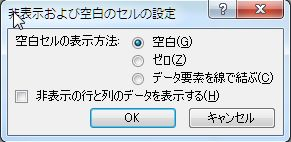 非表示および空白のセルの設定
空白セルの表示方法: 空白(G)
ゼロ(Z)
データ要素を線で結ぶ(C)
非表示の行と列のデータを表示する(H)
OK キャンセル